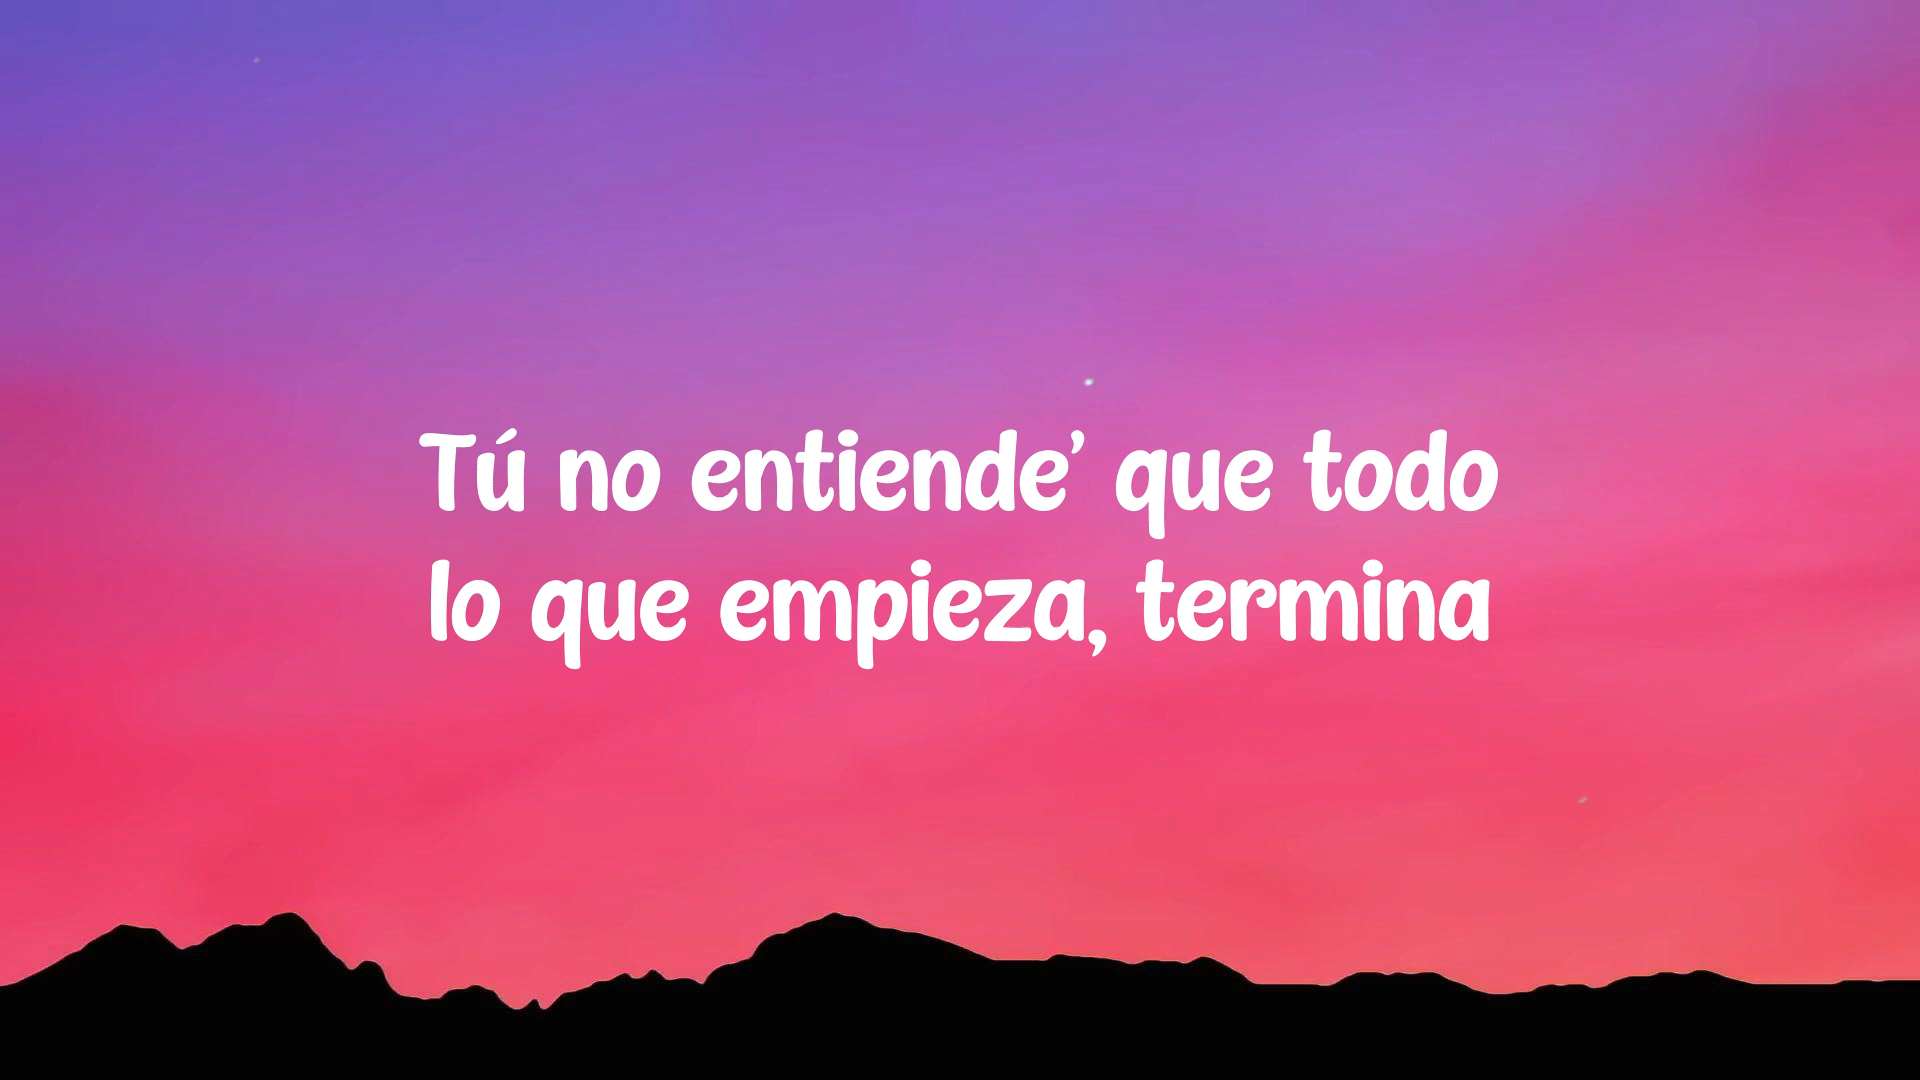 Tú no entiende’ que todo
lo que empieza, termina